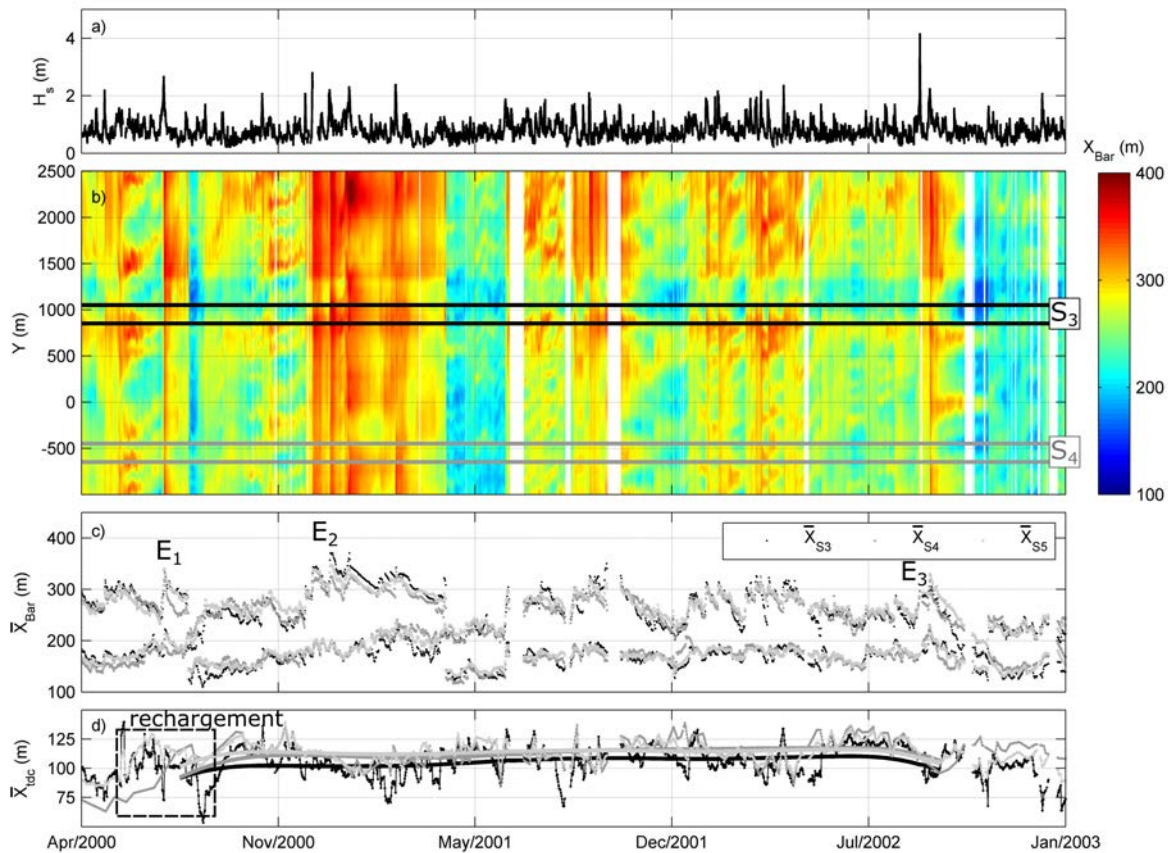 a)
4
2
0
H_s (m)
X_Bar (m)
400
300
200
100
b)
2500
2000
1500
1000
500
0
-500
Y (m)
S_3
S_4
c)
400
300
200
100
X̅_Bar (m)
E_1
E_2
E_3
X̅_S3 X̅_S4 X̅_S5
d) rechargement
125
100
75
X̅_tdc (m)
Apr/2000 Nov/2000 May/2001 Dec/2001 Jul/2002 Jan/2003